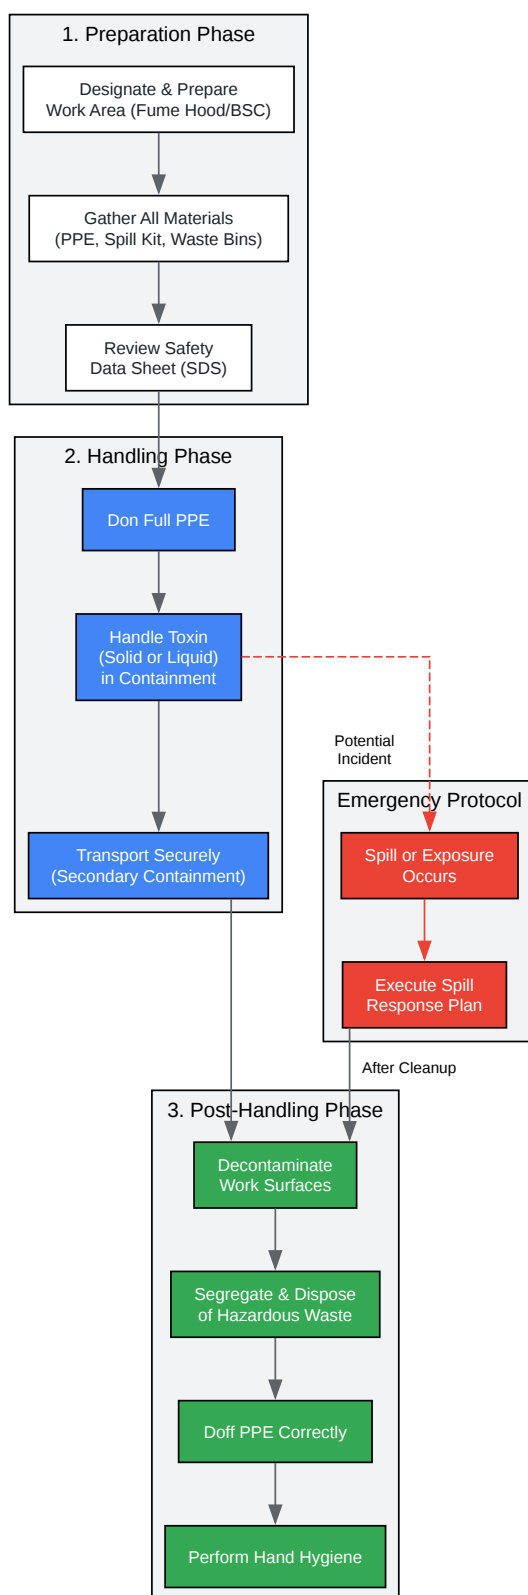 1. Preparation Phase
Designate & Prepare
Work Area (Fume Hood/BSC)
Gather All Materials
(PPE, Spill Kit, Waste Bins)
Review Safety
Data Sheet (SDS)
2. Handling Phase
Don Full PPE
Handle Toxin
(Solid or Liquid)
in Containment
Transport Securely
(Secondary Containment)
Potential
Incident
Emergency Protocol
Spill or Exposure
Occurs
Execute Spill
Response Plan
After Cleanup
3. Post-Handling Phase
Decontaminate
Work Surfaces
Segregate & Dispose
of Hazardous Waste
Doff PPE Correctly
Perform Hand Hygiene